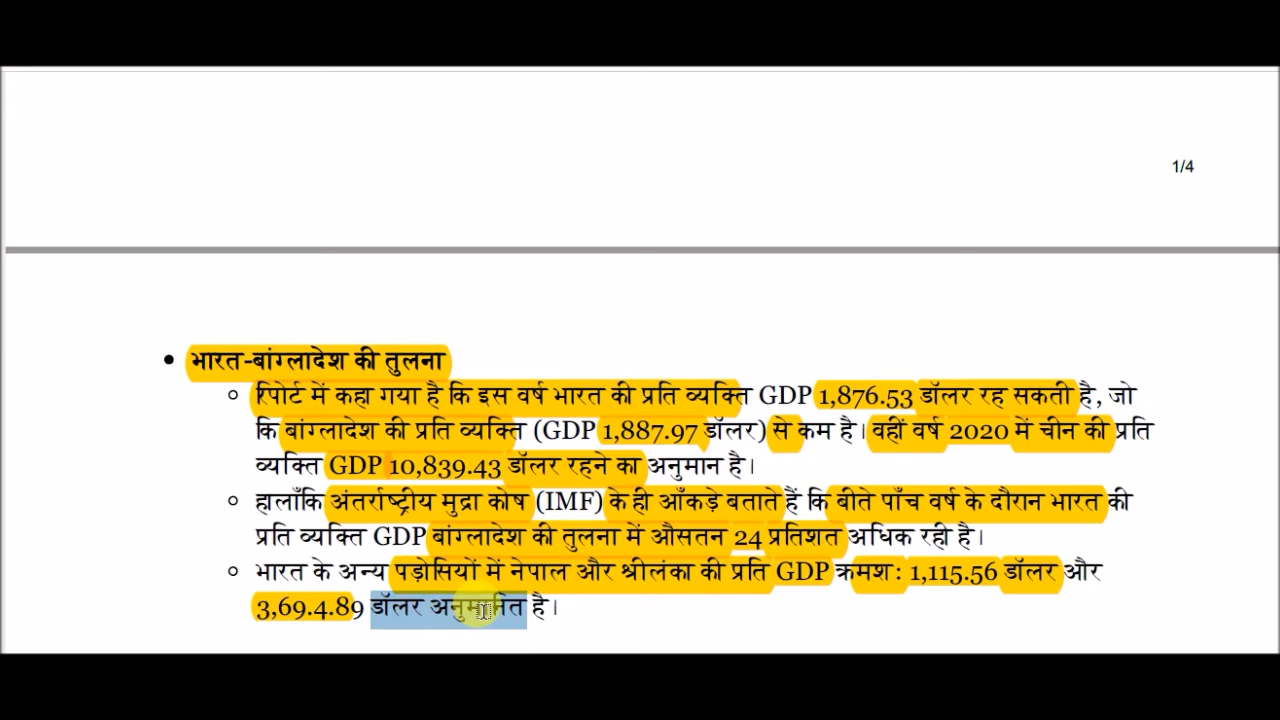 1/4
भारत-बांग्लादेश की तुलना
रिपोर्ट में कहा गया है कि इस वर्ष भारत की प्रति व्यक्ति GDP 1,876.53 डॉलर रह सकती है, जो
कि बांग्लादेश की प्रति व्यक्ति (GDP 1,887.97 डॉलर) से कम है। वहीं वर्ष 2020 में चीन की प्रति
व्यक्ति GDP 10,839.43 डॉलर रहने का अनुमान है।
हालाँकि अंतर्राष्ट्रीय मुद्रा कोष (IMF) के ही आँकड़े बताते हैं कि बीते पाँच वर्ष के दौरान भारत की
प्रति व्यक्ति GDP बांग्लादेश की तुलना में औसतन 24 प्रतिशत अधिक रही है।
भारत के अन्य पड़ोसियों में नेपाल और श्रीलंका की प्रति GDP क्रमश: 1,115.56 डॉलर और
3,69.4.89 डॉलर अनुमानित है।